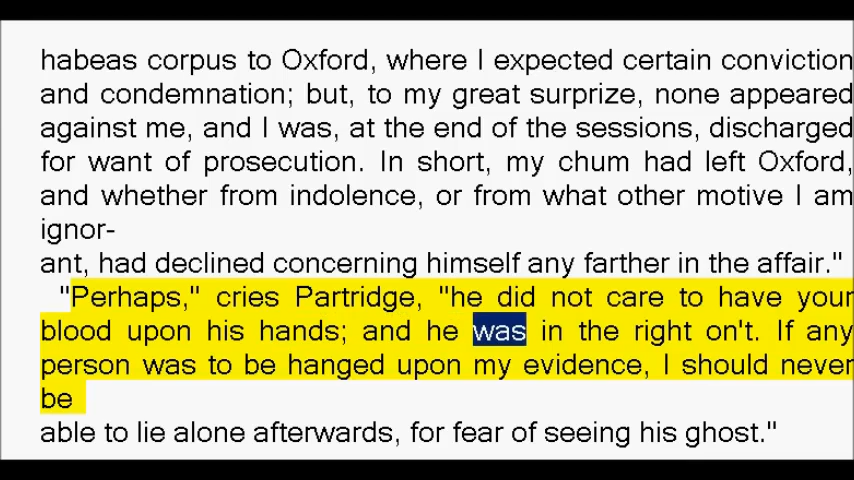 habeas corpus to Oxford, where I expected certain conviction
and condemnation; but, to my great surprize, none appeared
against me, and I was, at the end of the sessions, discharged
for want of prosecution. In short, my chum had left Oxford,
and whether from indolence, or from what other motive I am
ignor-
ant, had declined concerning himself any farther in the affair."
"Perhaps," cries Partridge, "he did not care to have your
blood upon his hands; and he was in the right on't. If any
person was to be hanged upon my evidence, I should never
be
able to lie alone afterwards, for fear of seeing his ghost."